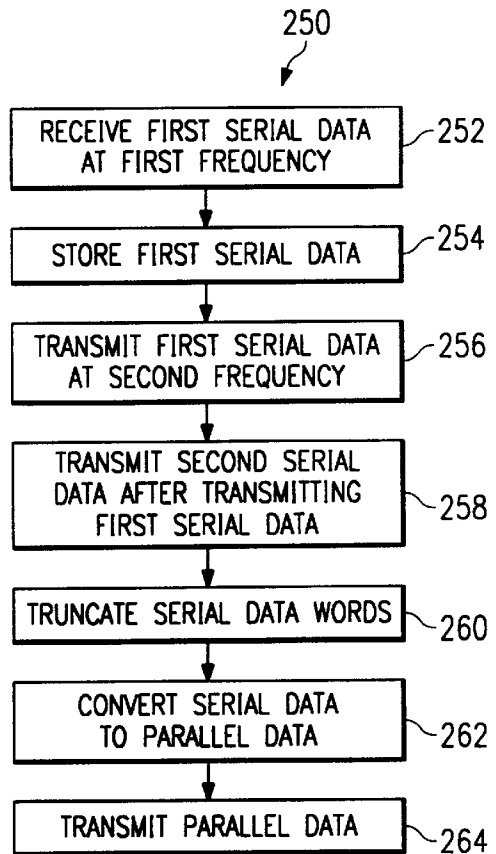 250
RECEIVE FIRST SERIAL DATA
AT FIRST FREQUENCY
252
STORE FIRST SERIAL DATA
254
TRANSMIT FIRST SERIAL DATA
AT SECOND FREQUENCY
256
TRANSMIT SECOND SERIAL
DATA AFTER TRANSMITTING
FIRST SERIAL DATA
258
TRUNCATE SERIAL DATA WORDS
260
CONVERT SERIAL DATA
TO PARALLEL DATA
262
TRANSMIT PARALLEL DATA
264